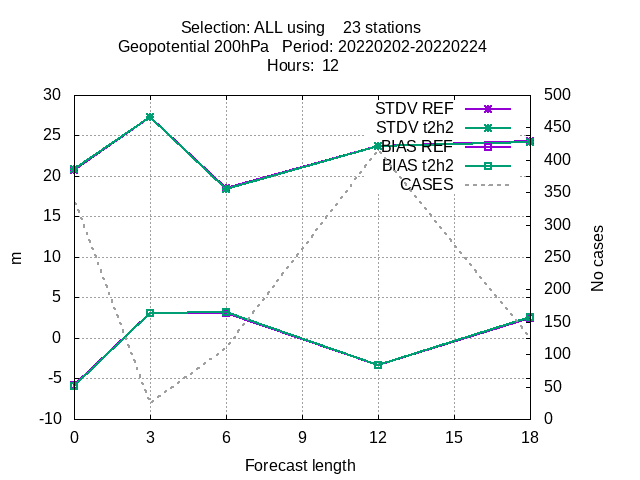 Selection: ALL using    23 stations
Geopotential 200hPa   Period: 20220202-20220224
Hours:  12
30
25
20
15
10
5
0
-5
-10
m
500
450
400
350
300
250
200
150
100
50
0
No cases
STDV REF
STDV t2h2
BIAS REF
BIAS t2h2
CASES
0 3 6 9 12 15 18
Forecast length